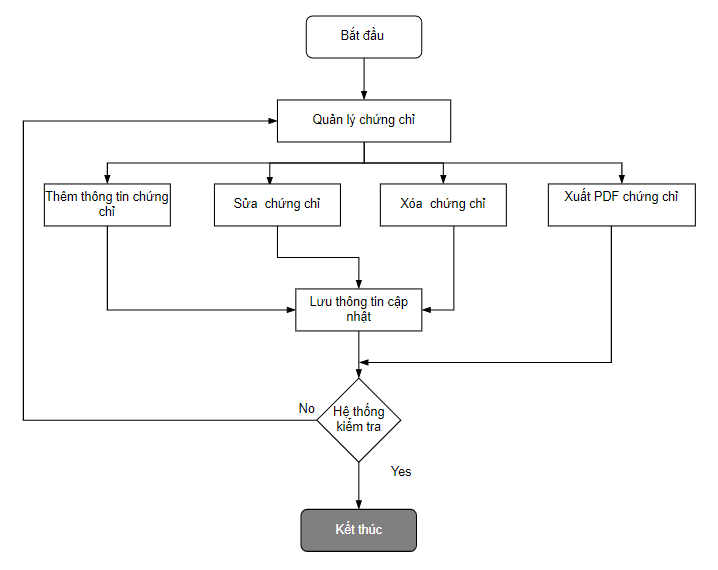 Bắt đầu
Quản lý chứng chỉ
Thêm thông tin chứng
chỉ
Sửa chứng chỉ
Xóa chứng chỉ
Xuất PDF chứng chỉ
Lưu thông tin cập
nhật
No
Hệ thống
kiểm tra
Yes
Kết thúc